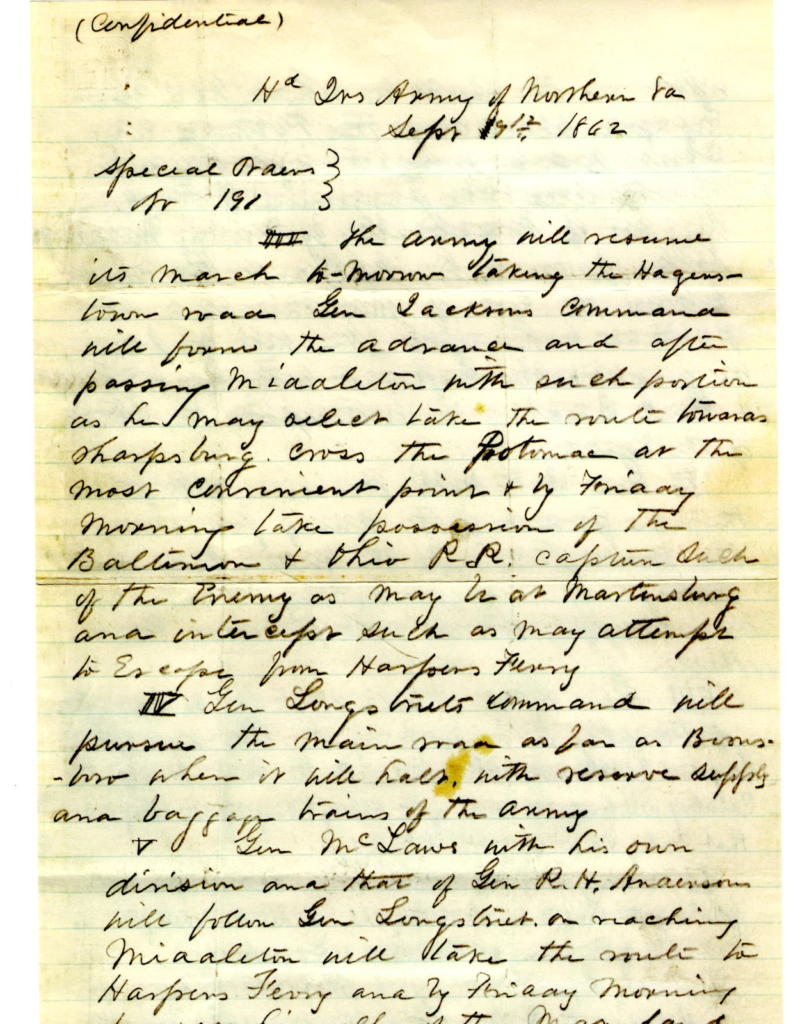 (Confidential)
Hd Qrs Army of Northern Va
Sept 9th 1862
Special Orders }
Nr 191 }
III The Army will resume
its march to-morrow taking the Hagers-
town road Gen Jacksons Command
will form the advance and after
passing Middleton with such portion
as he may select take the route towards
Sharpsburg. cross the Potomac at the
most convenient point & by Friday
Morning take possession of the
Baltimore & Ohio R.R. capture such
of the Enemy as may be at Martinsburg
and intercept such as may attempt
to Escape from Harpers Ferry
IV Gen Longstreets command will
pursue the main road as far as Boons-
-boro where it will halt, with reserve supply
and baggage trains of the army
V Gen McLaws with his own
division and that of Gen R.H. Andersons
will follow Gen Longstreet. on reaching
Middleton will take the route to
Harpers Ferry and by Friday Morning